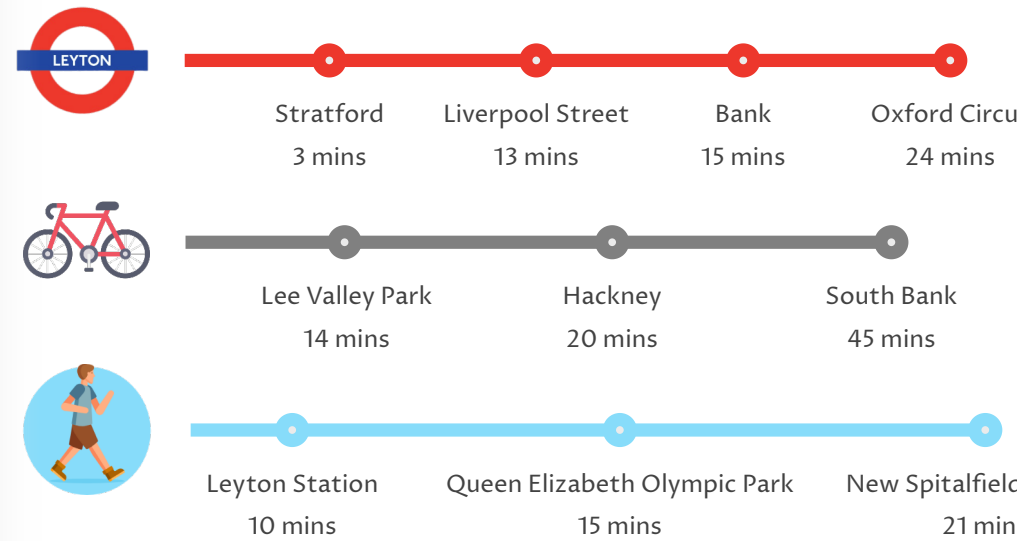 LEYTON
Stratford Liverpool Street Bank Oxford Circu
3 mins 13 mins 15 mins 24 mins
Lee Valley Park Hackney South Bank
14 mins 20 mins 45 mins
Leyton Station Queen Elizabeth Olympic Park New Spitalfield
10 mins 15 mins 21 min